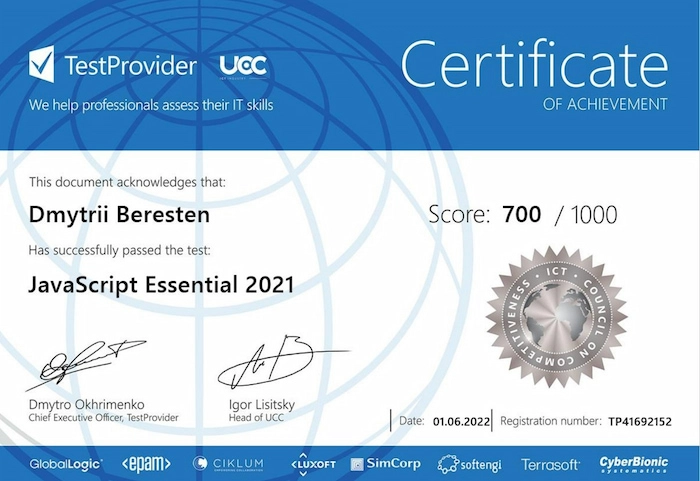 TestProvider UCC
We help professionals assess their IT skills
Certificate
OF ACHIEVEMENT
This document acknowledges that:
Dmytrii Beresten
Has successfully passed the test:
JavaScript Essential 2021
Score: 700 / 1000
ICT • COUNCIL ON COMPETITIVENESS •
Dmytro Okhrimenko
Chief Executive Officer, TestProvider
Igor Lisitsky
Head of UCC
Date: 01.06.2022
Registration number: TP41692152
GlobalLogic <epam> CIKLUM LUXOFT SimCorp softengi Terrasoft CyberBionic
systematics